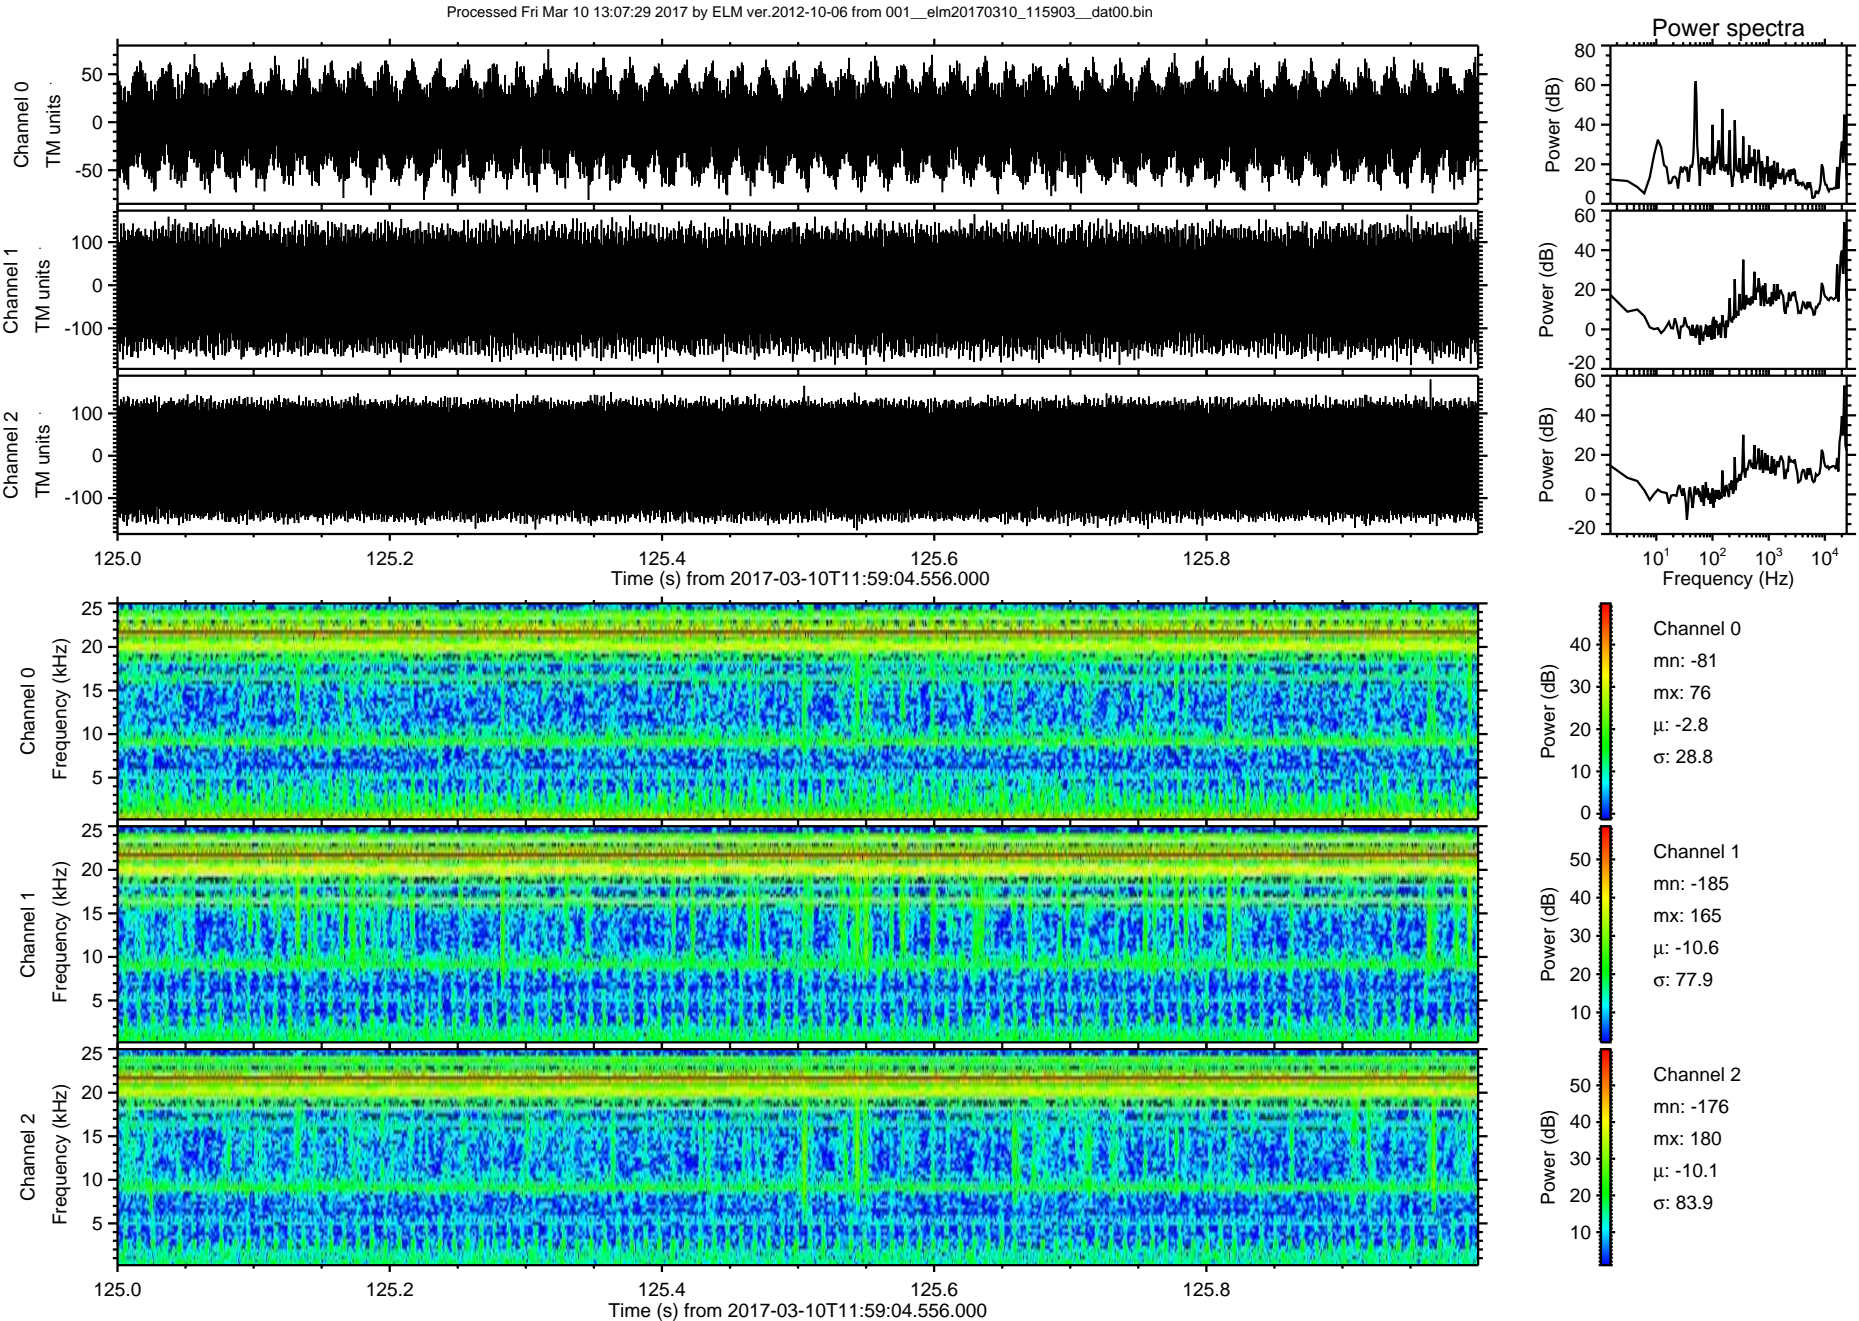 Processed Fri Mar 10 13:07:29 2017 by ELM ver.2012-10-06 from 001__elm20170310_115903__dat00.bin
Power spectra
Channel 0
TM units
50
0
-50
Power (dB)
80
60
40
20
0
Channel 1
TM units
100
0
-100
Power (dB)
60
40
20
0
-20
Channel 2
TM units
100
0
-100
Power (dB)
60
40
20
0
-20
125.0 125.2 125.4 125.6 125.8
Time (s) from 2017-03-10T11:59:04.556.000
10¹ 10² 10³ 10⁴
Frequency (Hz)
Channel 0
Frequency (kHz)
25
20
15
10
5
Power (dB)
40
30
20
10
0
Channel 0
mn: -81
mx: 76
μ: -2.8
σ: 28.8
Channel 1
Frequency (kHz)
25
20
15
10
5
Power (dB)
50
40
30
20
10
Channel 1
mn: -185
mx: 165
μ: -10.6
σ: 77.9
Channel 2
Frequency (kHz)
25
20
15
10
5
Power (dB)
50
40
30
20
10
Channel 2
mn: -176
mx: 180
μ: -10.1
σ: 83.9
125.0 125.2 125.4 125.6 125.8
Time (s) from 2017-03-10T11:59:04.556.000